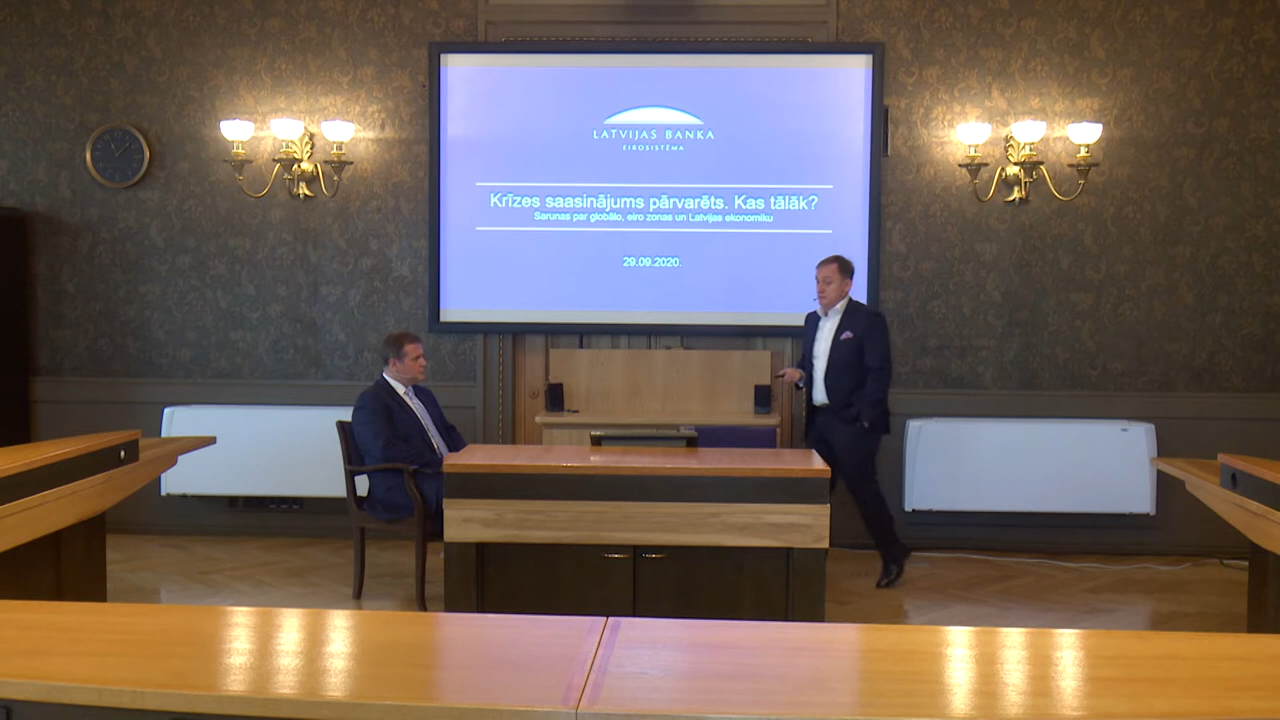 LATVIJAS BANKA
EIROSISTĒMA
Krīzes saasinājums pārvarēts. Kas tālāk?
Sarunas par globālo, eiro zonas un Latvijas ekonomiku
29.09.2020.